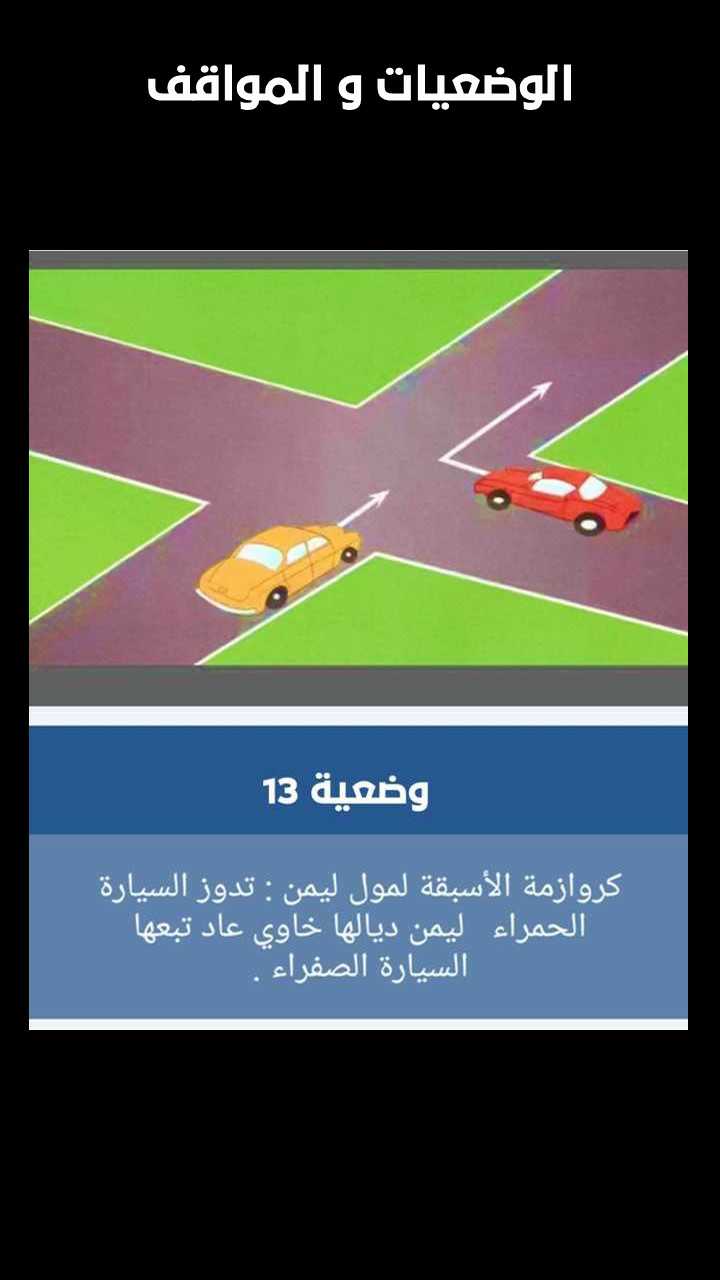 الوضعيات و المواقف
وضعية 13
كروازمة الأسبقة لمول ليمن : تدوز السيارة
الحمراء ليمن ديالها خاوي عاد تبعها
السيارة الصفراء .